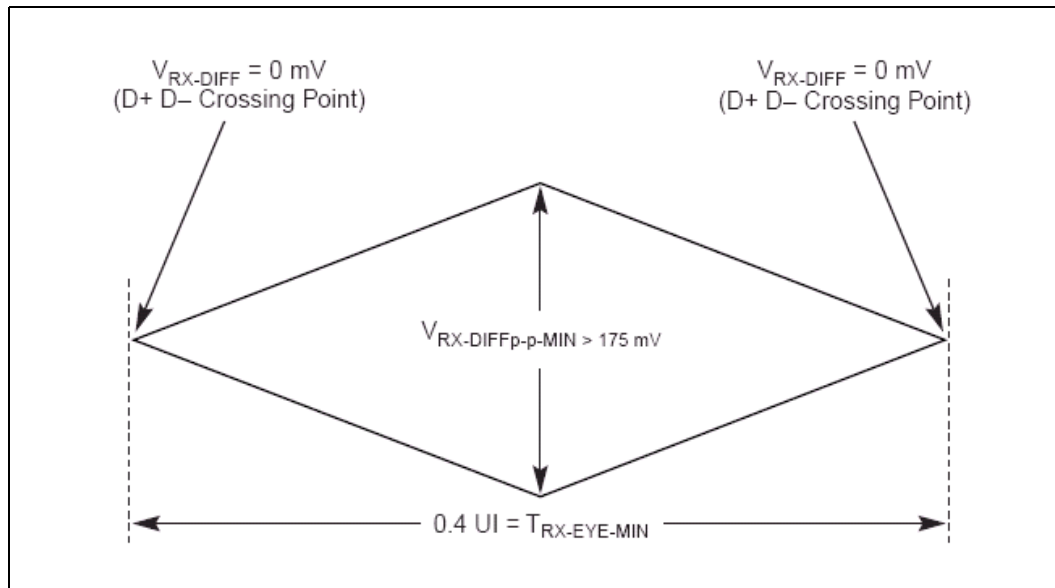 VRX-DIFF = 0 mV
(D+ D– Crossing Point)
VRX-DIFF = 0 mV
(D+ D– Crossing Point)
VRX-DIFFp-p-MIN > 175 mV
0.4 UI = TRX-EYE-MIN